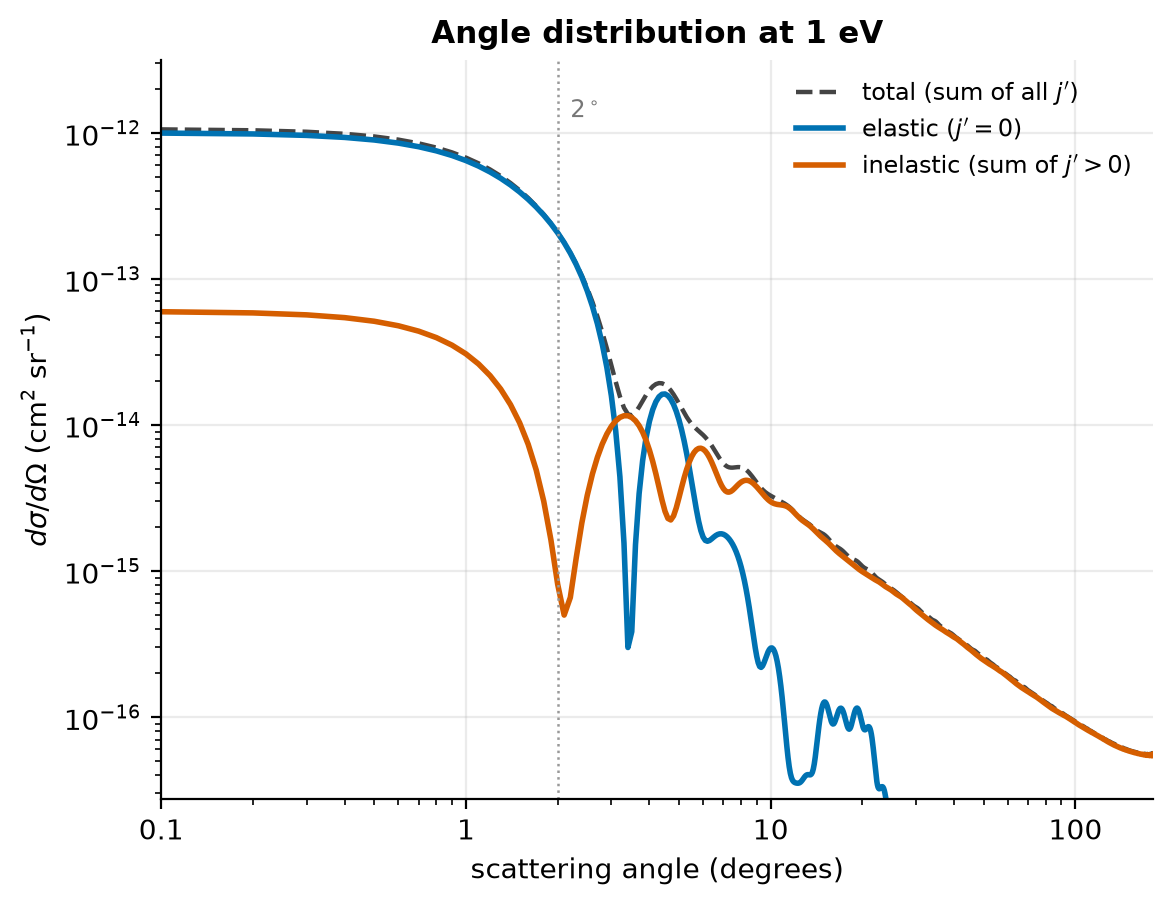 Angle distribution at 1 eV
2°
total (sum of all j′)
elastic (j′ = 0)
inelastic (sum of j′ > 0)
dσ/dΩ (cm² sr⁻¹)
10⁻¹²
10⁻¹³
10⁻¹⁴
10⁻¹⁵
10⁻¹⁶
0.1 1 10 100
scattering angle (degrees)